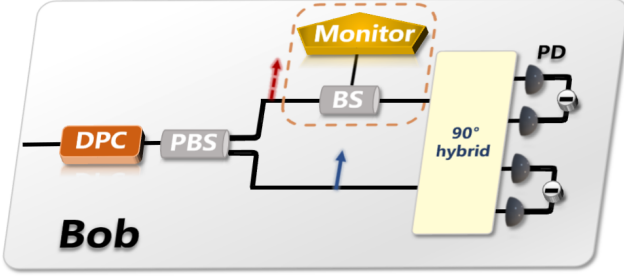 Monitor
PD
BS
DPC
PBS
90°
hybrid
Bob